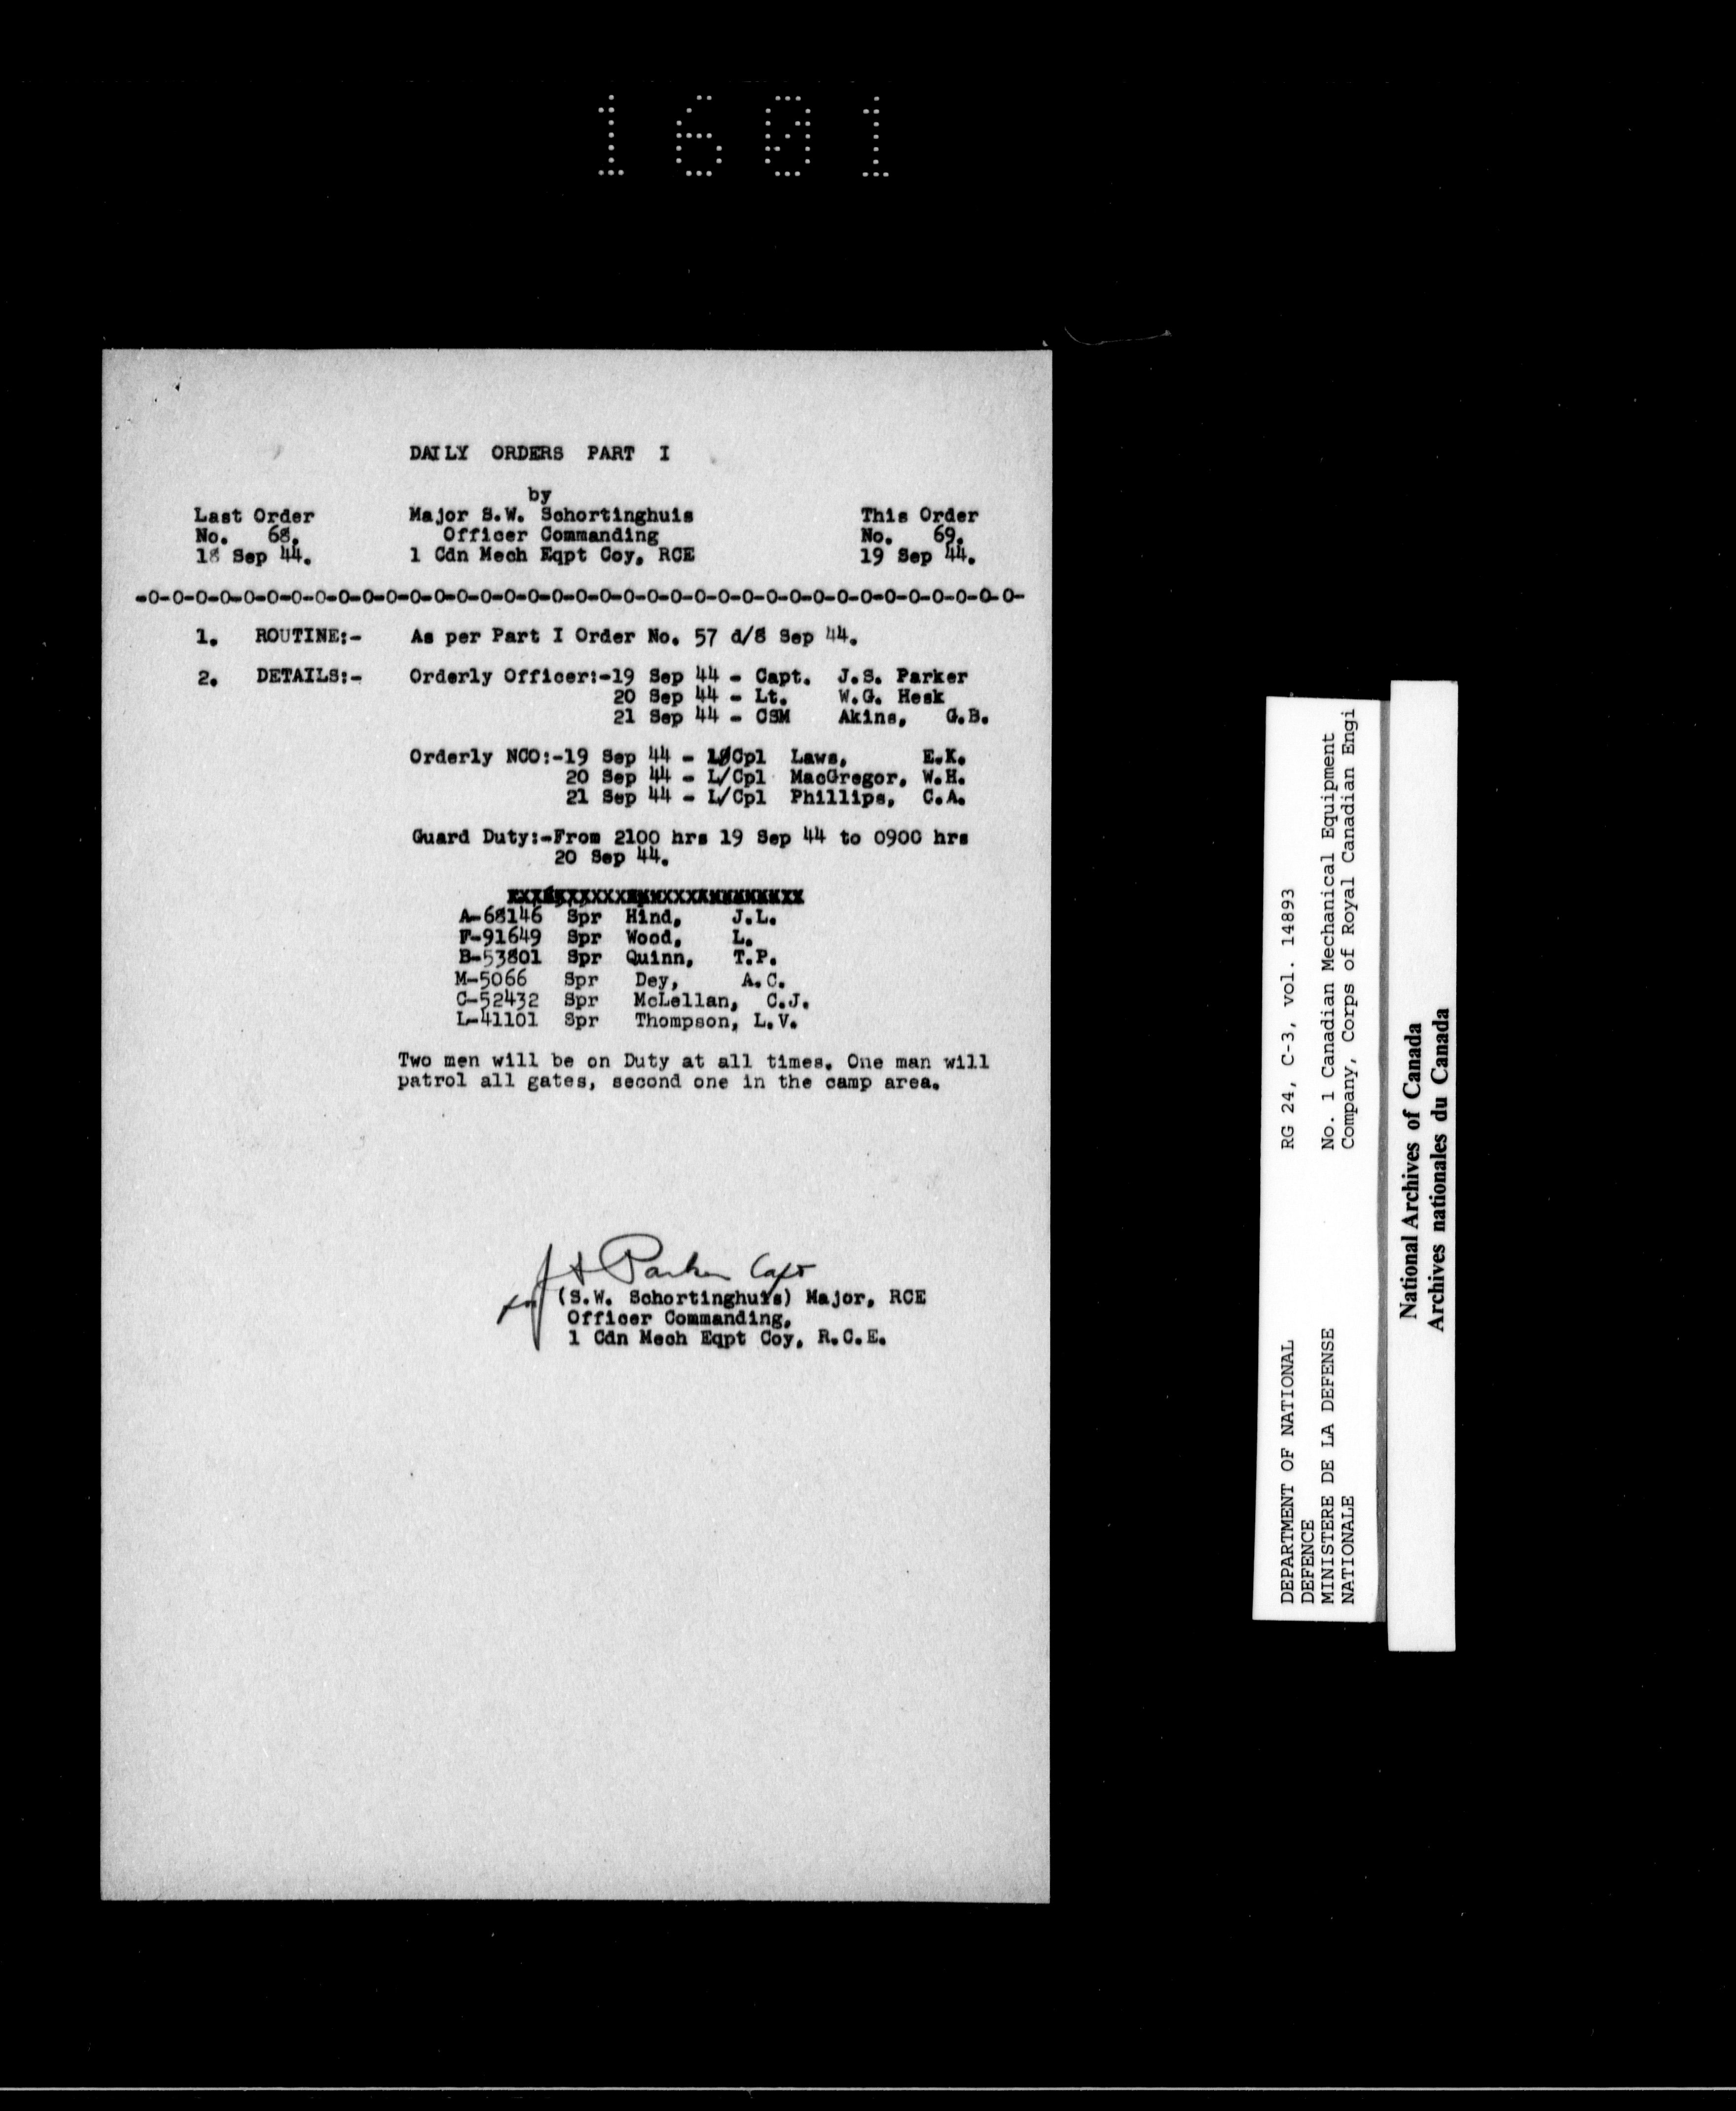 1601
DAILY ORDERS PART I
by
Last Order Major S.W. Schortinghuis This Order
No. 68. Officer Commanding No. 69.
18 Sep 44. 1 Cdn Mech Eqpt Coy, RCE 19 Sep 44.
-0-0-0-0-0-0-0-0-0-0-0-0-0-0-0-0-0-0-0-0-0-0-0-0-0-0-0-0-0-0-0-0-0-0-0-0-0-
1. ROUTINE:- As per Part I Order No. 57 d/8 Sep 44.
2. DETAILS:- Orderly Officer:-19 Sep 44 - Capt. J.S. Parker
20 Sep 44 - Lt. W.G. Hesk
21 Sep 44 - CSM Akins, G.B.
Orderly NCO:-19 Sep 44 - L/Cpl Laws, E.K.
20 Sep 44 - L/Cpl MacGregor, W.H.
21 Sep 44 - L/Cpl Phillips, C.A.
Guard Duty:-From 2100 hrs 19 Sep 44 to 0900 hrs
20 Sep 44.
A-68146 Spr Hind, J.L.
F-91649 Spr Wood, L.
B-53801 Spr Quinn, T.P.
M-5066 Spr Dey, A.C.
C-52432 Spr McLellan, C.J.
L-41101 Spr Thompson, L.V.
Two men will be on Duty at all times. One man will
patrol all gates, second one in the camp area.
J S Parker Capt
for (S.W. Schortinghuis) Major, RCE
Officer Commanding,
1 Cdn Mech Eqpt Coy, R.C.E.
DEPARTMENT OF NATIONAL RG 24, C-3, vol. 14893
DEFENCE
MINISTERE DE LA DEFENSE No. 1 Canadian Mechanical Equipment
NATIONALE Company, Corps of Royal Canadian Engi
National Archives of Canada
Archives nationales du Canada